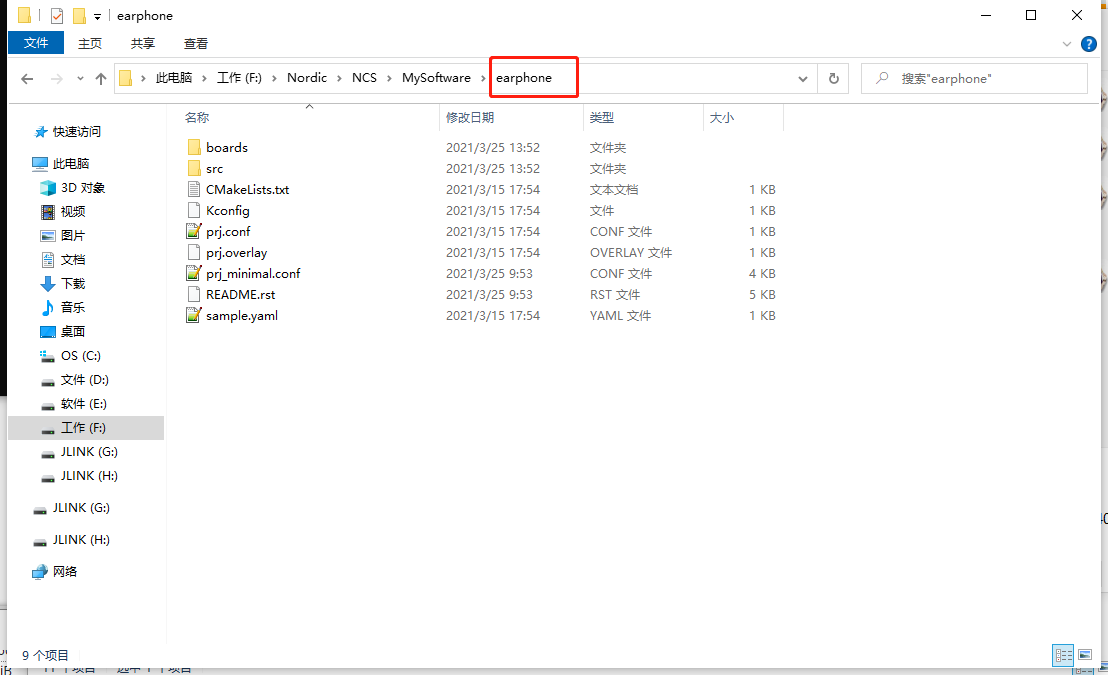 earphone
文件 主页 共享 查看
此电脑 工作 (F:) Nordic NCS MySoftware earphone 搜索"earphone"
名称 修改日期 类型 大小
快速访问
此电脑
3D 对象
视频
图片
文档
下载
音乐
桌面
OS (C:)
文件 (D:)
软件 (E:)
工作 (F:)
JLINK (G:)
JLINK (H:)
JLINK (G:)
JLINK (H:)
网络
boards 2021/3/25 13:52 文件夹
src 2021/3/25 13:52 文件夹
CMakeLists.txt 2021/3/15 17:54 文本文档 1 KB
Kconfig 2021/3/15 17:54 文件 1 KB
prj.conf 2021/3/15 17:54 CONF 文件 1 KB
prj.overlay 2021/3/15 17:54 OVERLAY 文件 1 KB
prj_minimal.conf 2021/3/25 9:53 CONF 文件 4 KB
README.rst 2021/3/25 9:53 RST 文件 5 KB
sample.yaml 2021/3/15 17:54 YAML 文件 1 KB
9 个项目